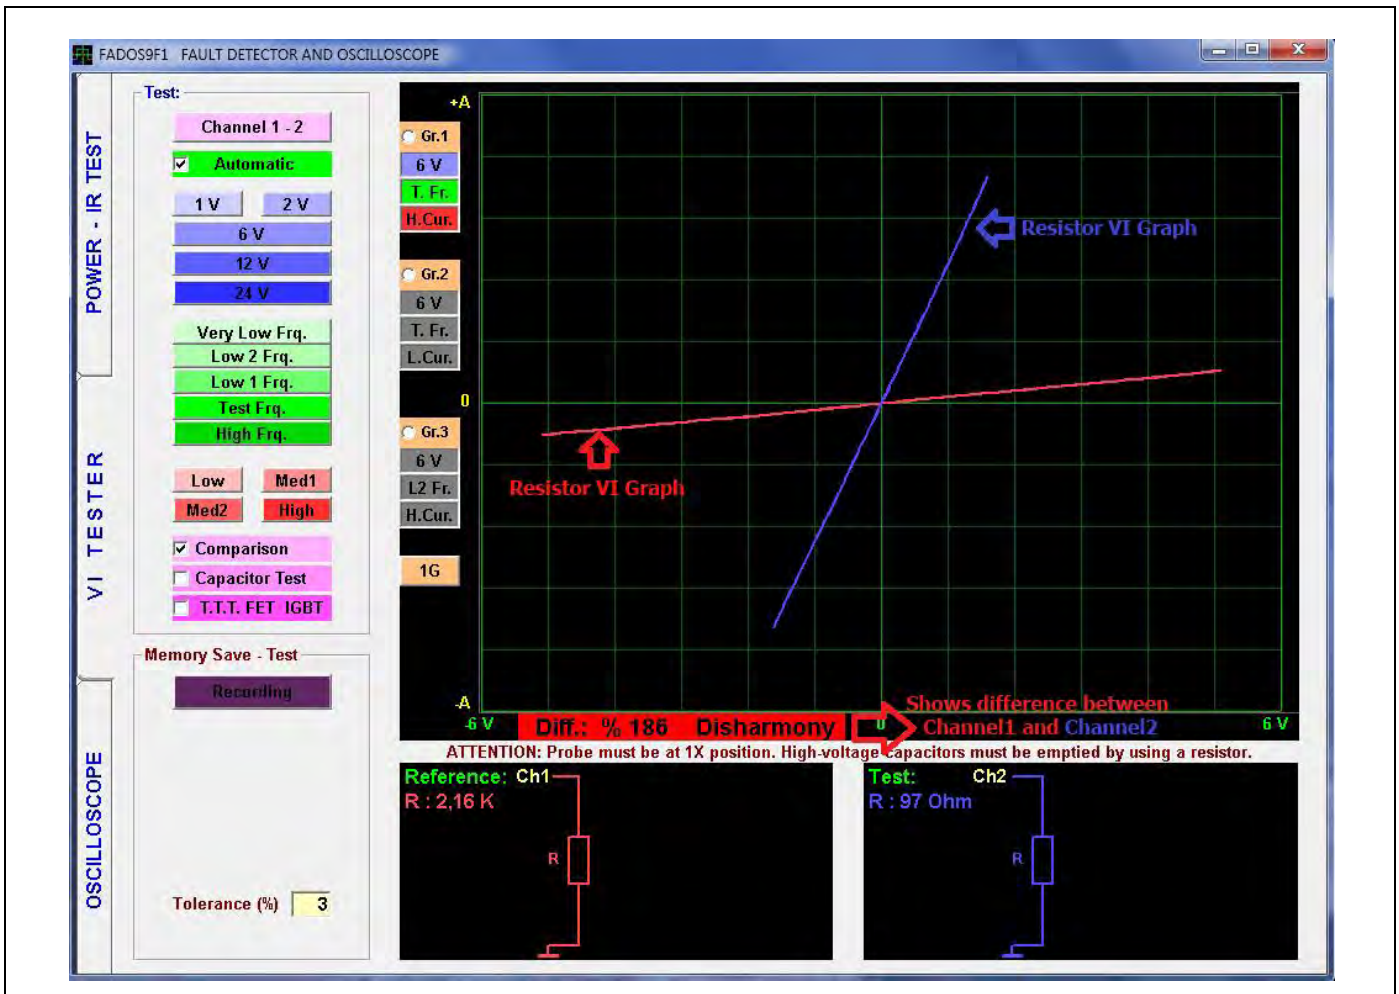 FADOS9F1 FAULT DETECTOR AND OSCILLOSCOPE
POWER - IR TEST
VI TESTER
OSCILLOSCOPE
Test:
Channel 1 - 2
Automatic
1 V 2 V
6 V
12 V
24 V
Very Low Frq.
Low 2 Frq.
Low 1 Frq.
Test Frq.
High Frq.
Low Med1
Med2 High
Comparison
Capacitor Test
T.T.T. FET IGBT
Memory Save - Test
Recording
Tolerance (%) 3
+A
Gr.1
6 V
T. Fr.
H.Cur.
Gr.2
6 V
T. Fr.
L.Cur.
0
Gr.3
6 V
L2 Fr.
H.Cur.
1G
-A
Resistor VI Graph
Resistor VI Graph
Shows difference between
Channel1 and Channel2
-6 V Diff.: % 186 Disharmony 0 6 V
ATTENTION: Probe must be at 1X position. High-voltage capacitors must be emptied by using a resistor.
Reference: Ch1
R : 2,16 K
R
Test: Ch2
R : 97 Ohm
R